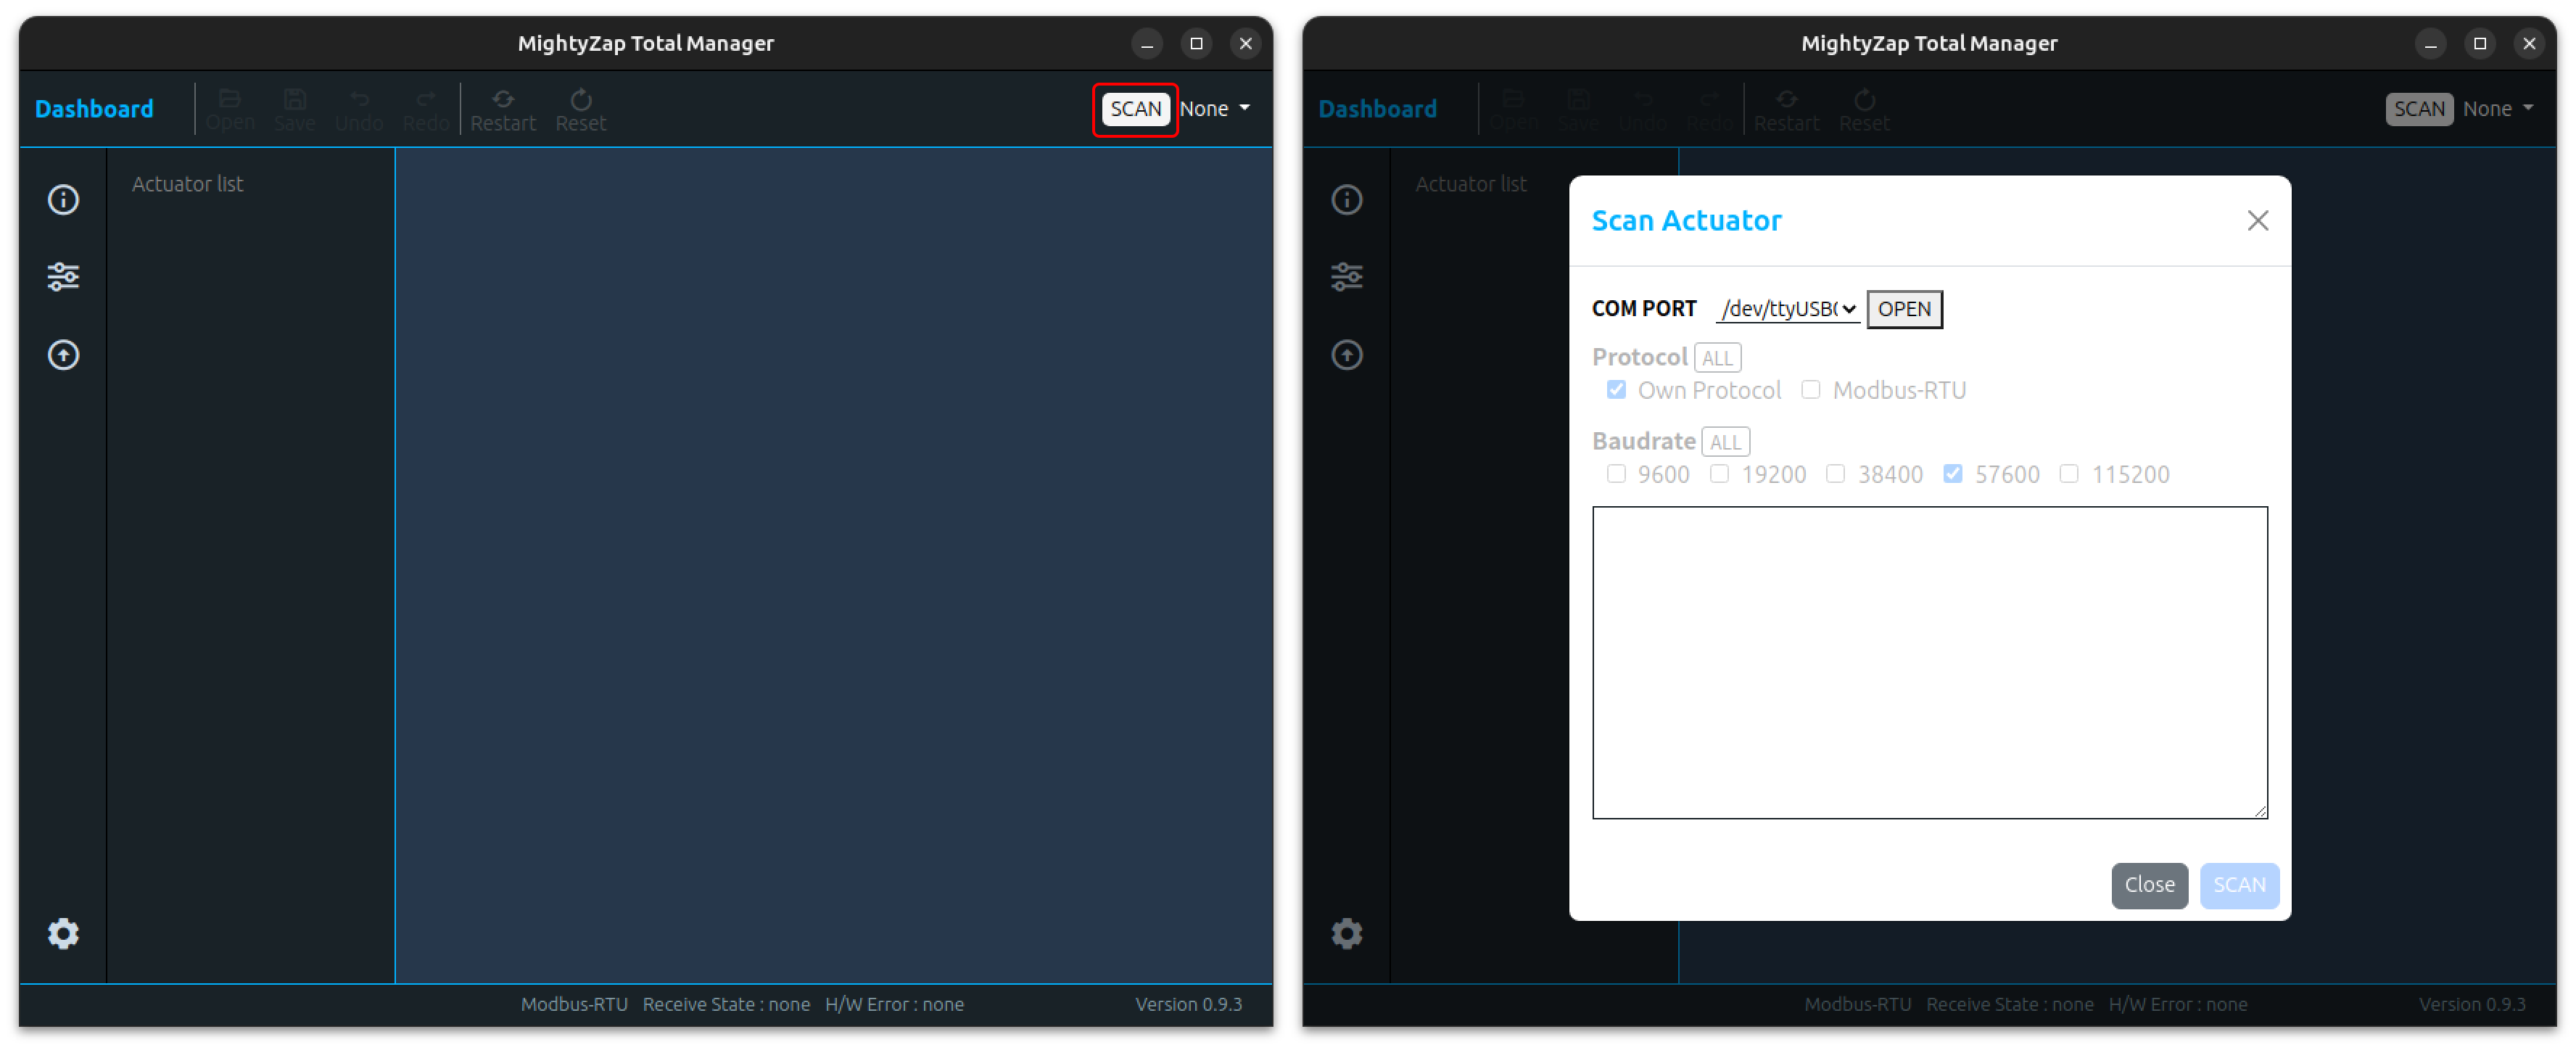 MightyZap Total Manager
Dashboard Open Save Undo Redo Restart Reset SCAN None
Actuator list
Modbus-RTU Receive State : none H/W Error : none Version 0.9.3
MightyZap Total Manager
Dashboard Open Save Undo Redo Restart Reset SCAN None
Actuator list
Scan Actuator
COM PORT /dev/ttyUSB OPEN
Protocol ALL
Own Protocol Modbus-RTU
Baudrate ALL
9600 19200 38400 57600 115200
Close SCAN
Modbus-RTU Receive State : none H/W Error : none Version 0.9.3